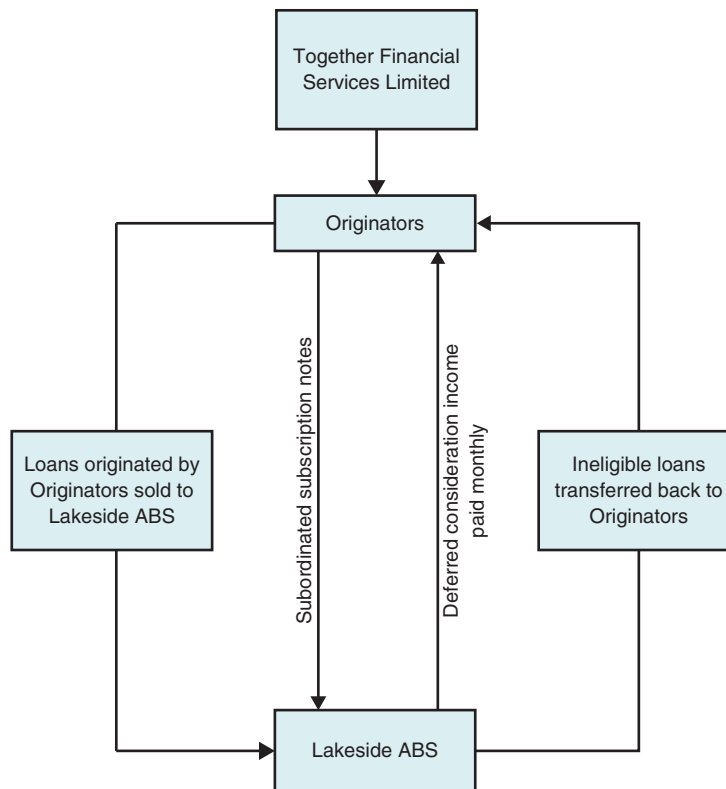 Together Financial
Services Limited
Originators
Loans originated by
Originators sold to
Lakeside ABS
Subordinated subscription notes
Deferred consideration income
paid monthly
Ineligible loans
transferred back to
Originators
Lakeside ABS